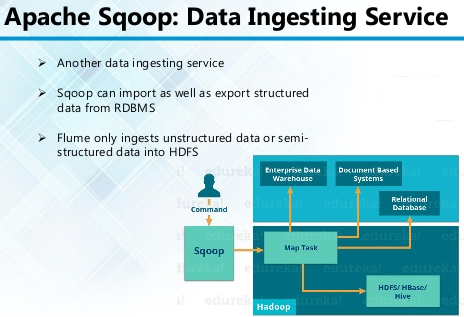 Apache Sqoop: Data Ingesting Service
Another data ingesting service
Sqoop can import as well as export structured
data from RDBMS
Flume only ingests unstructured data or semi-
structured data into HDFS
Enterprise Data
Warehouse
Document Based
Systems
Relational
Database
Command
Sqoop
Map Task
HDFS/ HBase/
Hive
Hadoop